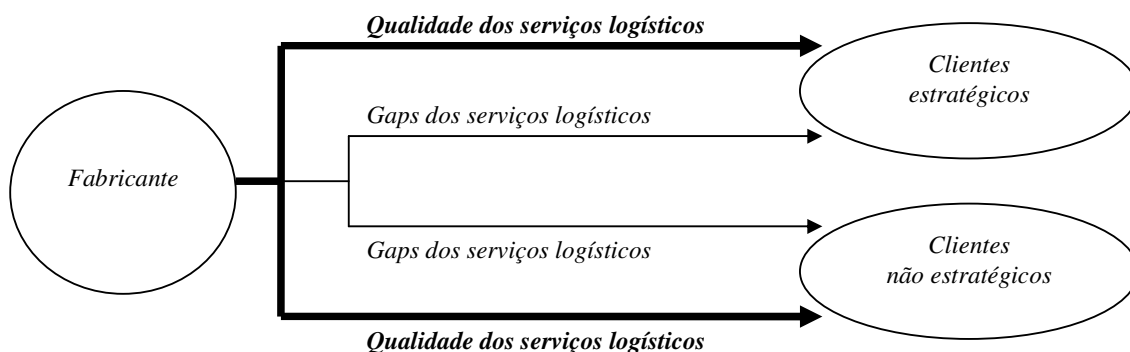 Qualidade dos serviços logísticos
Clientes
estratégicos
Gaps dos serviços logísticos
Fabricante
Gaps dos serviços logísticos
Clientes
não estratégicos
Qualidade dos serviços logísticos